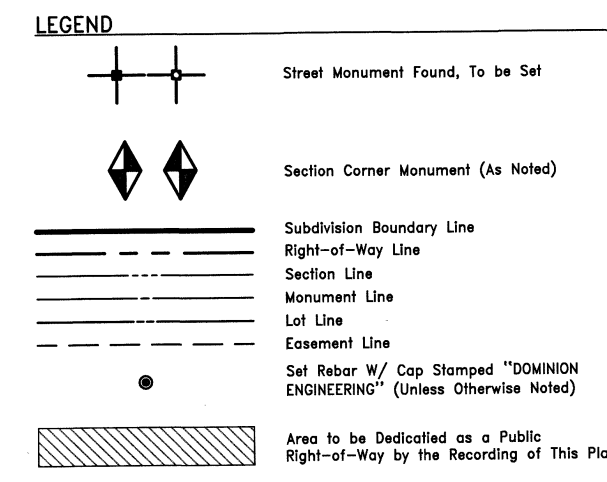 LEGEND
Street Monument Found, To be Set
Section Corner Monument (As Noted)
Subdivision Boundary Line
Right-of-Way Line
Section Line
Monument Line
Lot Line
Easement Line
Set Rebar W/ Cap Stamped "DOMINION
ENGINEERING" (Unless Otherwise Noted)
Area to be Dedicatied as a Public
Right-of-Way by the Recording of This Pla